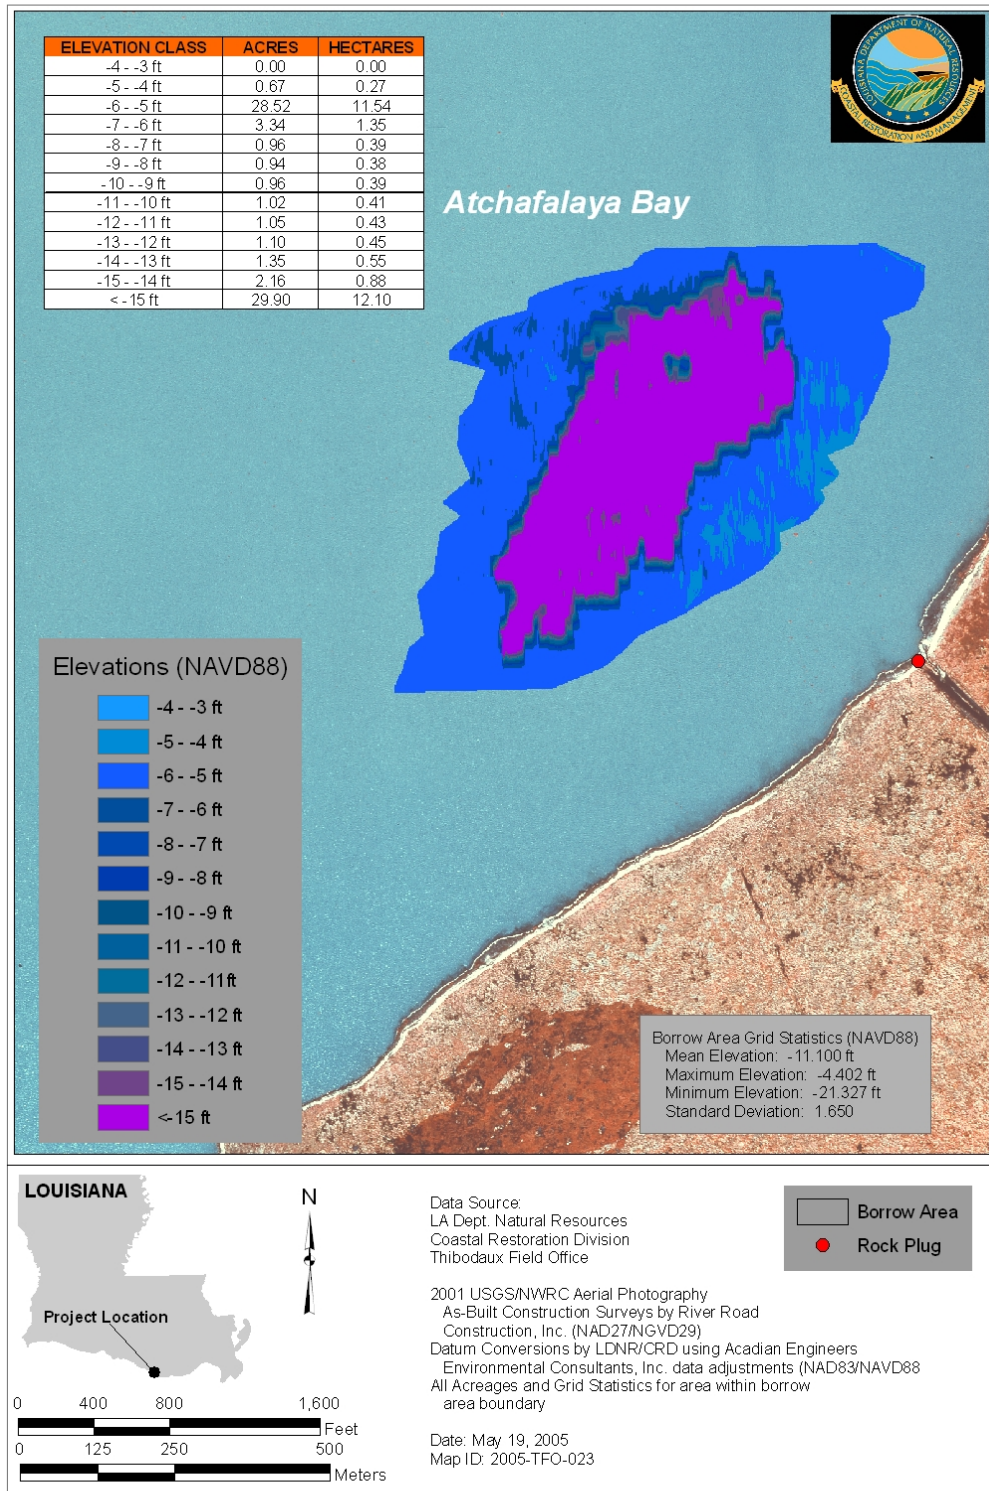 ELEVATION CLASS ACRES HECTARES
-4 - -3 ft 0.00 0.00
-5 - -4 ft 0.67 0.27
-6 - -5 ft 28.52 11.54
-7 - -6 ft 3.34 1.35
-8 - -7 ft 0.96 0.39
-9 - -8 ft 0.94 0.38
-10 - -9 ft 0.96 0.39
-11 - -10 ft 1.02 0.41
-12 - -11 ft 1.05 0.43
-13 - -12 ft 1.10 0.45
-14 - -13 ft 1.35 0.55
-15 - -14 ft 2.16 0.88
< -15 ft 29.90 12.10
LOUISIANA DEPARTMENT OF NATURAL RESOURCES
COASTAL RESTORATION AND MANAGEMENT
Atchafalaya Bay
Elevations (NAVD88)
-4 - -3 ft
-5 - -4 ft
-6 - -5 ft
-7 - -6 ft
-8 - -7 ft
-9 - -8 ft
-10 - -9 ft
-11 - -10 ft
-12 - -11ft
-13 - -12 ft
-14 - -13 ft
-15 - -14 ft
<-15 ft
Borrow Area Grid Statistics (NAVD88)
Mean Elevation: -11.100 ft
Maximum Elevation: -4.402 ft
Minimum Elevation: -21.327 ft
Standard Deviation: 1.650
LOUISIANA
Project Location
N
0 400 800 1,600
Feet
0 125 250 500
Meters
Data Source:
LA Dept. Natural Resources
Coastal Restoration Division
Thibodaux Field Office
2001 USGS/NWRC Aerial Photography
As-Built Construction Surveys by River Road
Construction, Inc. (NAD27/NGVD29)
Datum Conversions by LDNR/CRD using Acadian Engineers
Environmental Consultants, Inc. data adjustments (NAD83/NAVD88
All Acreages and Grid Statistics for area within borrow
area boundary
Date: May 19, 2005
Map ID: 2005-TFO-023
Borrow Area
Rock Plug